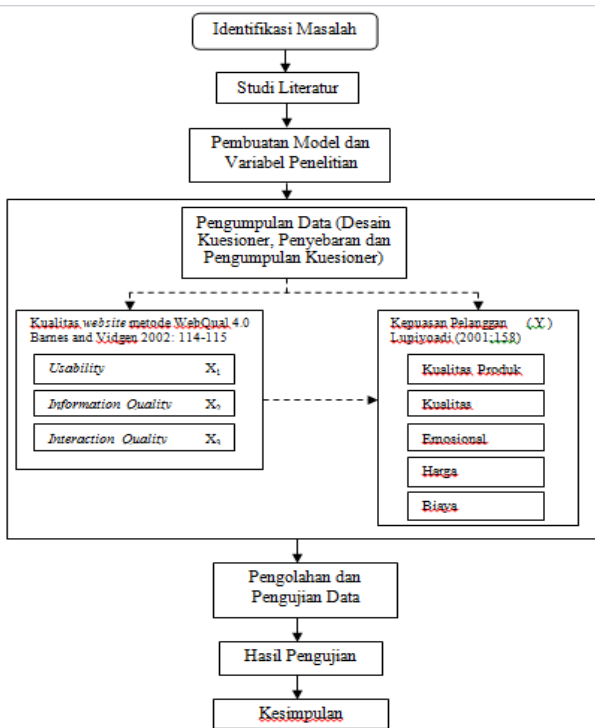 Identifikasi Masalah
Studi Literatur
Pembuatan Model dan
Variabel Penelitian
Pengumpulan Data (Desain
Kuesioner, Penyebaran dan
Pengumpulan Kuesioner)
Kualitas website metode WebQual 4.0
Barnes and Vidgen 2002: 114-115
Usability X₁
Information Quality X₂
Interaction Quality X₃
Kepuasan Pelanggan (Y)
Lupiyoadi (2001;158)
Kualitas Produk
Kualitas
Emosional
Harga
Biaya
Pengolahan dan
Pengujian Data
Hasil Pengujian
Kesimpulan